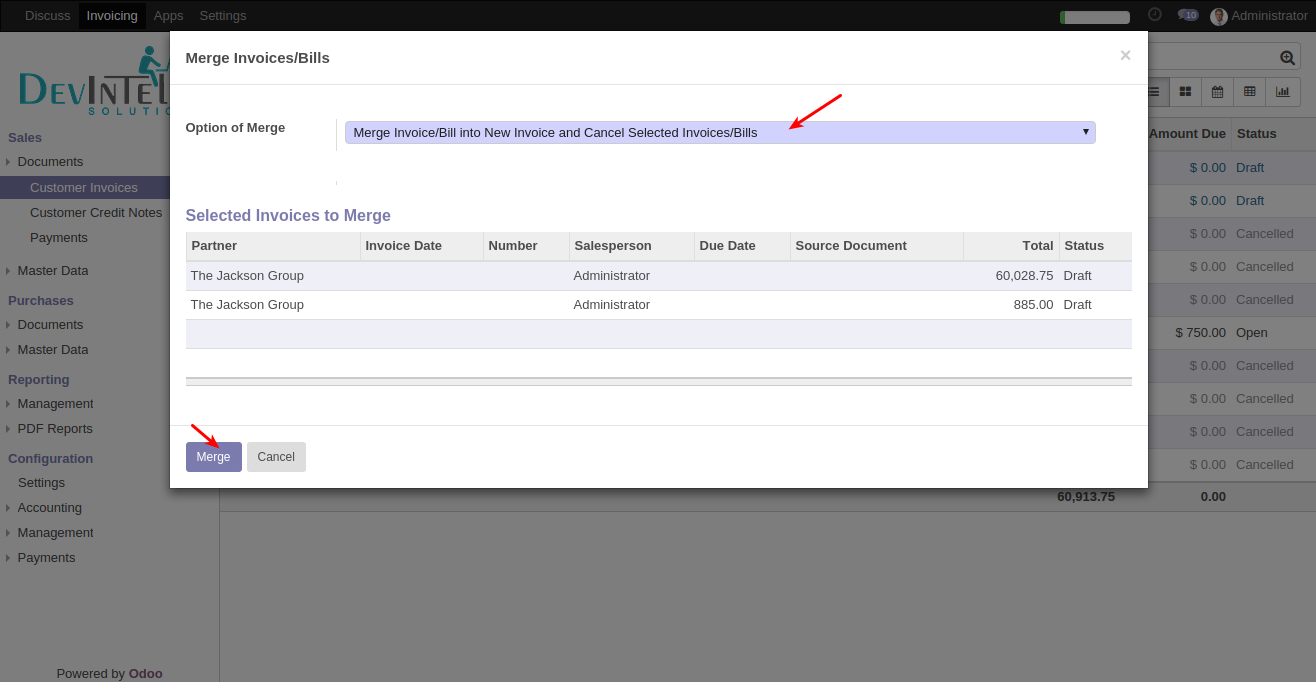 Discuss Invoicing Apps Settings 10 Administrator
Merge Invoices/Bills ×
DEVINTEL
SOLUTIO
Option of Merge Merge Invoice/Bill into New Invoice and Cancel Selected Invoices/Bills
Selected Invoices to Merge
Partner Invoice Date Number Salesperson Due Date Source Document Total Status
The Jackson Group Administrator 60,028.75 Draft
The Jackson Group Administrator 885.00 Draft
Merge Cancel
Sales
Documents
Customer Invoices
Customer Credit Notes
Payments
Master Data
Purchases
Documents
Master Data
Reporting
Management
PDF Reports
Configuration
Settings
Accounting
Management
Payments
Powered by Odoo
Amount Due Status
$ 0.00 Draft
$ 0.00 Draft
$ 0.00 Cancelled
$ 0.00 Cancelled
$ 0.00 Cancelled
$ 750.00 Open
$ 0.00 Cancelled
$ 0.00 Cancelled
$ 0.00 Cancelled
$ 0.00 Cancelled
60,913.75 0.00